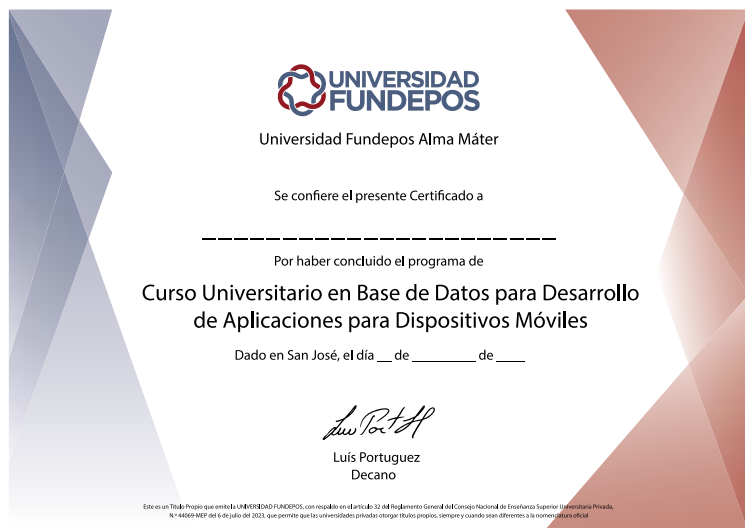 UNIVERSIDAD
FUNDEPOS
Universidad Fundepos Alma Máter
Se confiere el presente Certificado a
_______________________
Por haber concluido el programa de
Curso Universitario en Base de Datos para Desarrollo
de Aplicaciones para Dispositivos Móviles
Dado en San José, el día __ de _________ de ____
Luís Portuguez
Decano
Este es un Título Propio que emite la UNIVERSIDAD FUNDEPOS, con respaldo en el artículo 32 del Reglamento General del Consejo Nacional de Enseñanza Superior Universitaria Privada,
N.º 44069-MEP del 6 de julio del 2023, que permite que las universidades privadas otorgar títulos propios, siempre y cuando sean diferentes a la nomenclatura oficial